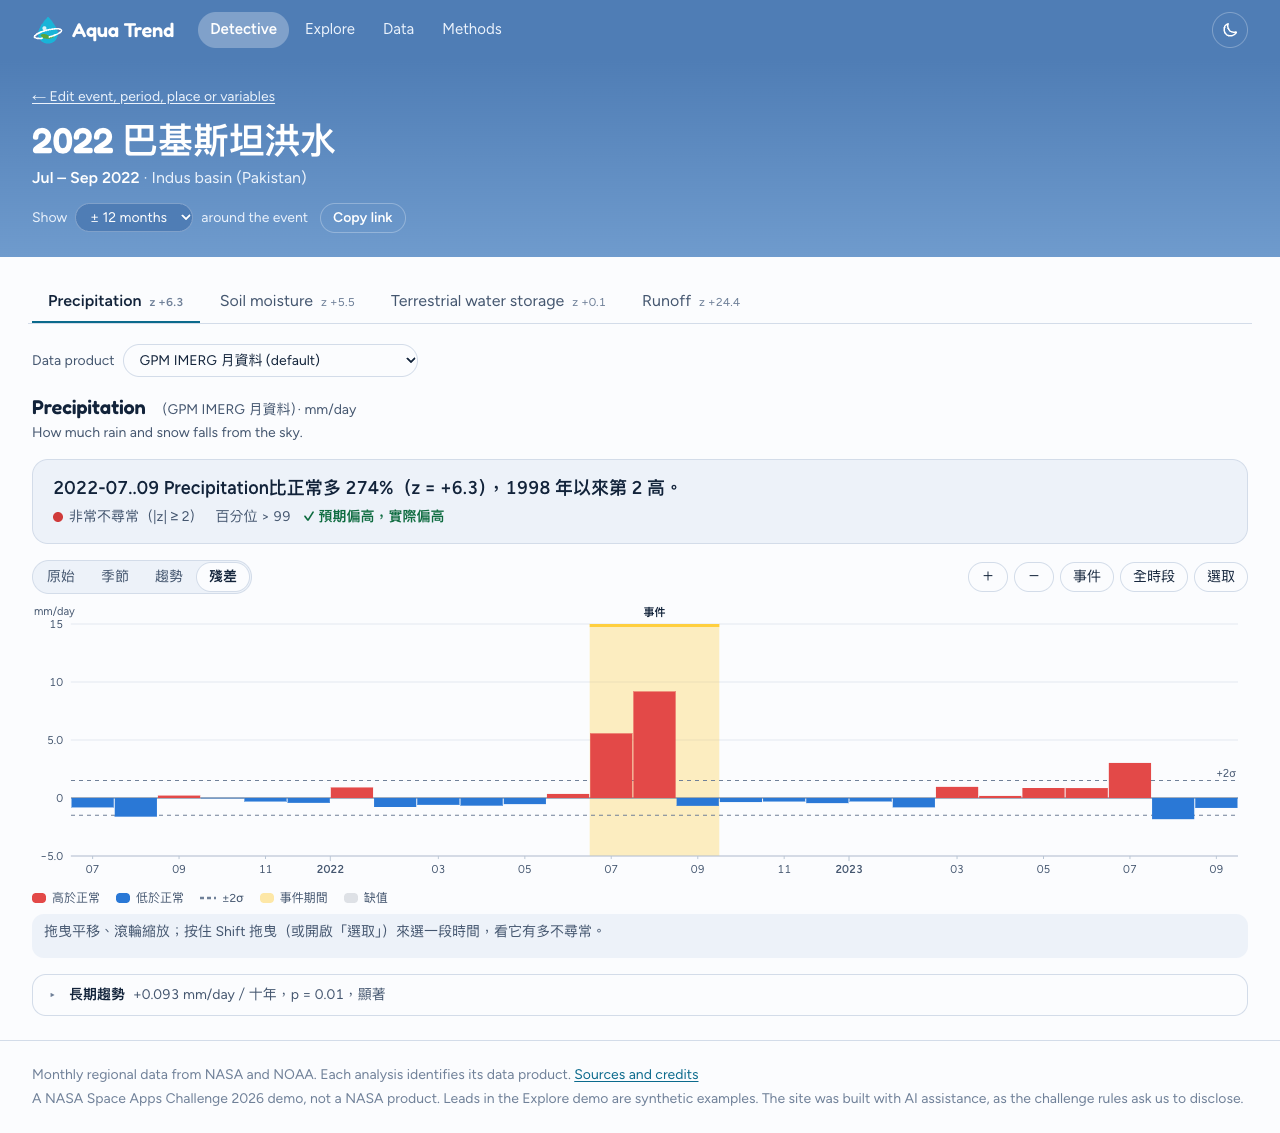 Aqua Trend Detective Explore Data Methods
← Edit event, period, place or variables
2022 巴基斯坦洪水
Jul – Sep 2022 · Indus basin (Pakistan)
Show ± 12 months around the event Copy link
Precipitation z +6.3 Soil moisture z +5.5 Terrestrial water storage z +0.1 Runoff z +24.4
Data product GPM IMERG 月資料 (default)
Precipitation (GPM IMERG 月資料) · mm/day
How much rain and snow falls from the sky.
2022-07..09 Precipitation比正常多 274%（z = +6.3），1998 年以來第 2 高。
非常不尋常（|z| ≥ 2） 百分位 > 99 ✓ 預期偏高，實際偏高
原始 季節 趨勢 殘差 + − 事件 全時段 選取
mm/day 事件
15
10
5.0
+2σ
0
−5.0
07 09 11 2022 03 05 07 09 11 2023 03 05 07 09
高於正常 低於正常 ±2σ 事件期間 缺值
拖曳平移、滾輪縮放；按住 Shift 拖曳（或開啟「選取」）來選一段時間，看它有多不尋常。
▸ 長期趨勢 +0.093 mm/day / 十年，p = 0.01，顯著
Monthly regional data from NASA and NOAA. Each analysis identifies its data product. Sources and credits
A NASA Space Apps Challenge 2026 demo, not a NASA product. Leads in the Explore demo are synthetic examples. The site was built with AI assistance, as the challenge rules ask us to disclose.